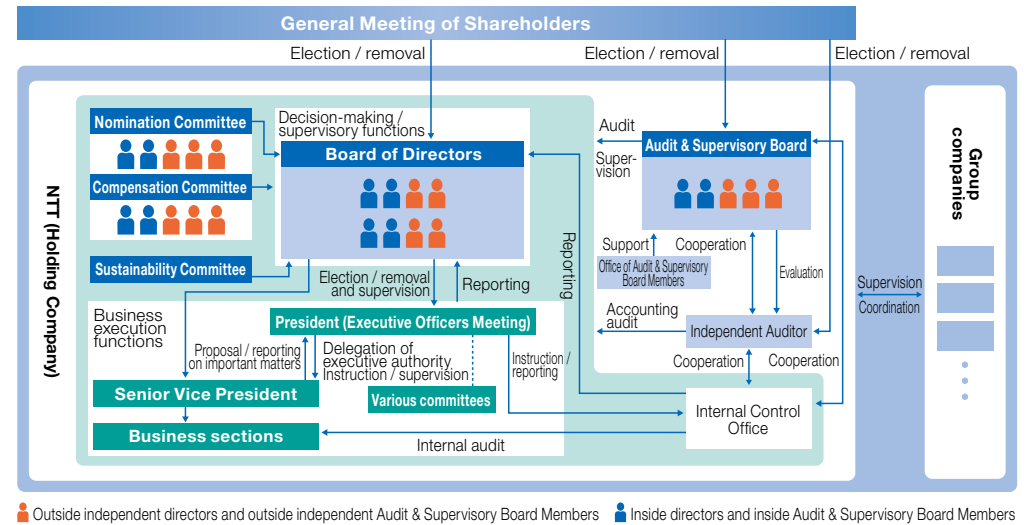 General Meeting of Shareholders
Election / removal
Election / removal
Election / removal
NTT (Holding Company)
Nomination Committee
Compensation Committee
Sustainability Committee
Decision-making /
supervisory functions
Board of Directors
Audit
Super-
vision
Audit & Supervisory Board
Support
Office of Audit & Supervisory
Board Members
Cooperation
Evaluation
Reporting
Election / removal
and supervision
Reporting
Business
execution
functions
President (Executive Officers Meeting)
Proposal / reporting
on important matters
Delegation of
executive authority
Instruction / supervision
Instruction /
reporting
Senior Vice President
Various committees
Business sections
Internal audit
Accounting
audit
Independent Auditor
Cooperation
Cooperation
Internal Control
Office
Supervision
Coordination
Group
companies
Outside independent directors and outside independent Audit & Supervisory Board Members
Inside directors and inside Audit & Supervisory Board Members